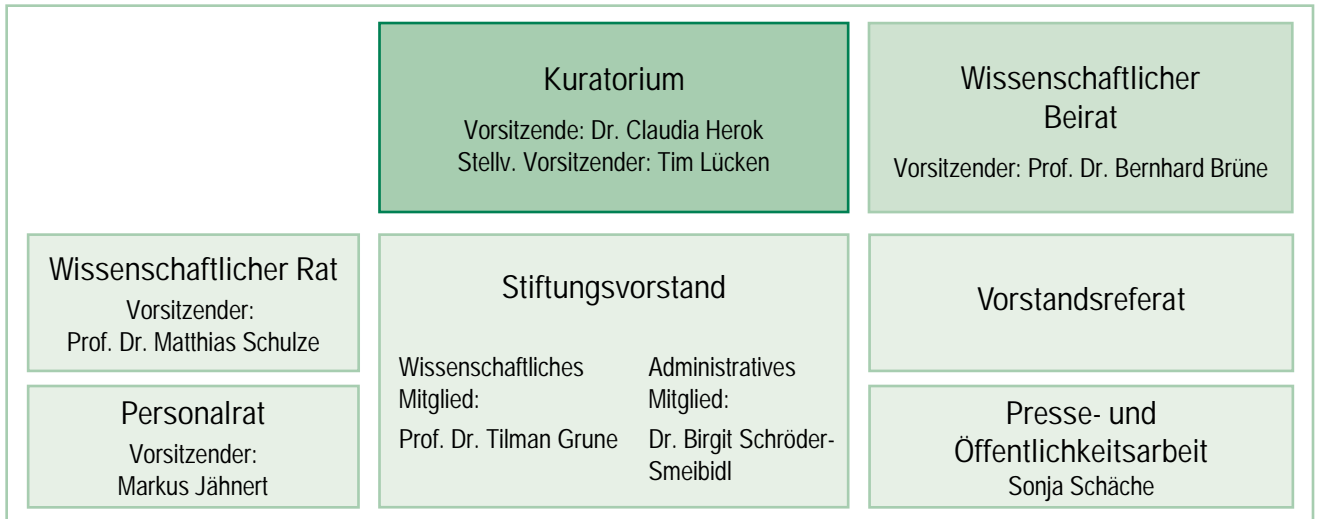 Kuratorium
Vorsitzende: Dr. Claudia Herok
Stellv. Vorsitzender: Tim Lücken
Wissenschaftlicher
Beirat
Vorsitzender: Prof. Dr. Bernhard Brüne
Wissenschaftlicher Rat
Vorsitzender:
Prof. Dr. Matthias Schulze
Personalrat
Vorsitzender:
Markus Jähnert
Stiftungsvorstand
Wissenschaftliches
Mitglied:
Prof. Dr. Tilman Grune
Administratives
Mitglied:
Dr. Birgit Schröder-
Smeibidl
Vorstandsreferat
Presse- und
Öffentlichkeitsarbeit
Sonja Schäche